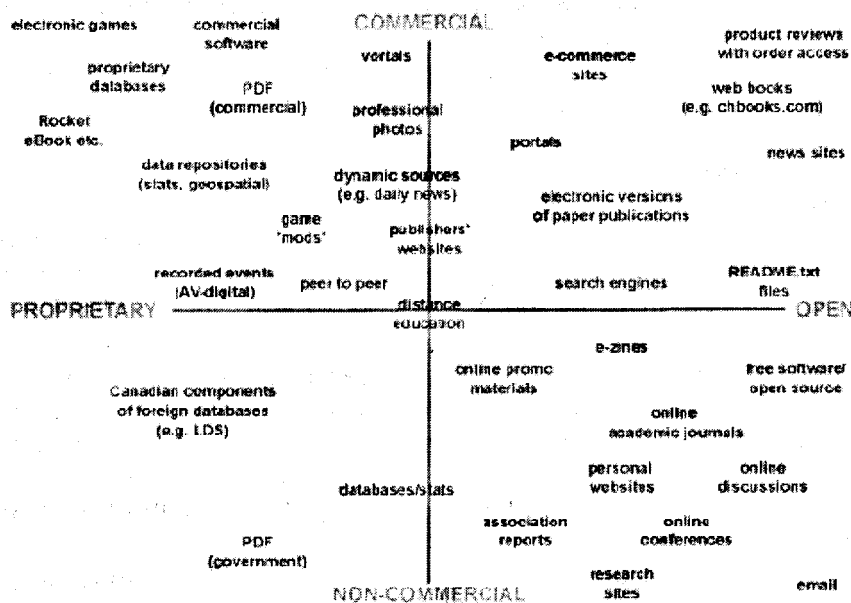 COMMERCIAL
electronic games
commercial
software
vortals
e-commerce
sites
product reviews
with order access
proprietary
databases
PDF
(commercial)
professional
photos
web books
(e.g. chbooks.com)
Rocket
eBook etc.
portals
news sites
data repositories
(stats, geospatial)
dynamic sources
(e.g. daily news)
electronic versions
of paper publications
game
"mods"
publishers'
websites
recorded events
(AV-digital)
peer to peer
search engines
README.txt
files
PROPRIETARY
distance
education
OPEN
e-zines
online promo
materials
free software/
open source
Canadian components
of foreign databases
(e.g. LDS)
online
academic journals
databases/stats
personal
websites
online
discussions
PDF
(government)
association
reports
online
conferences
research
sites
email
NON-COMMERCIAL